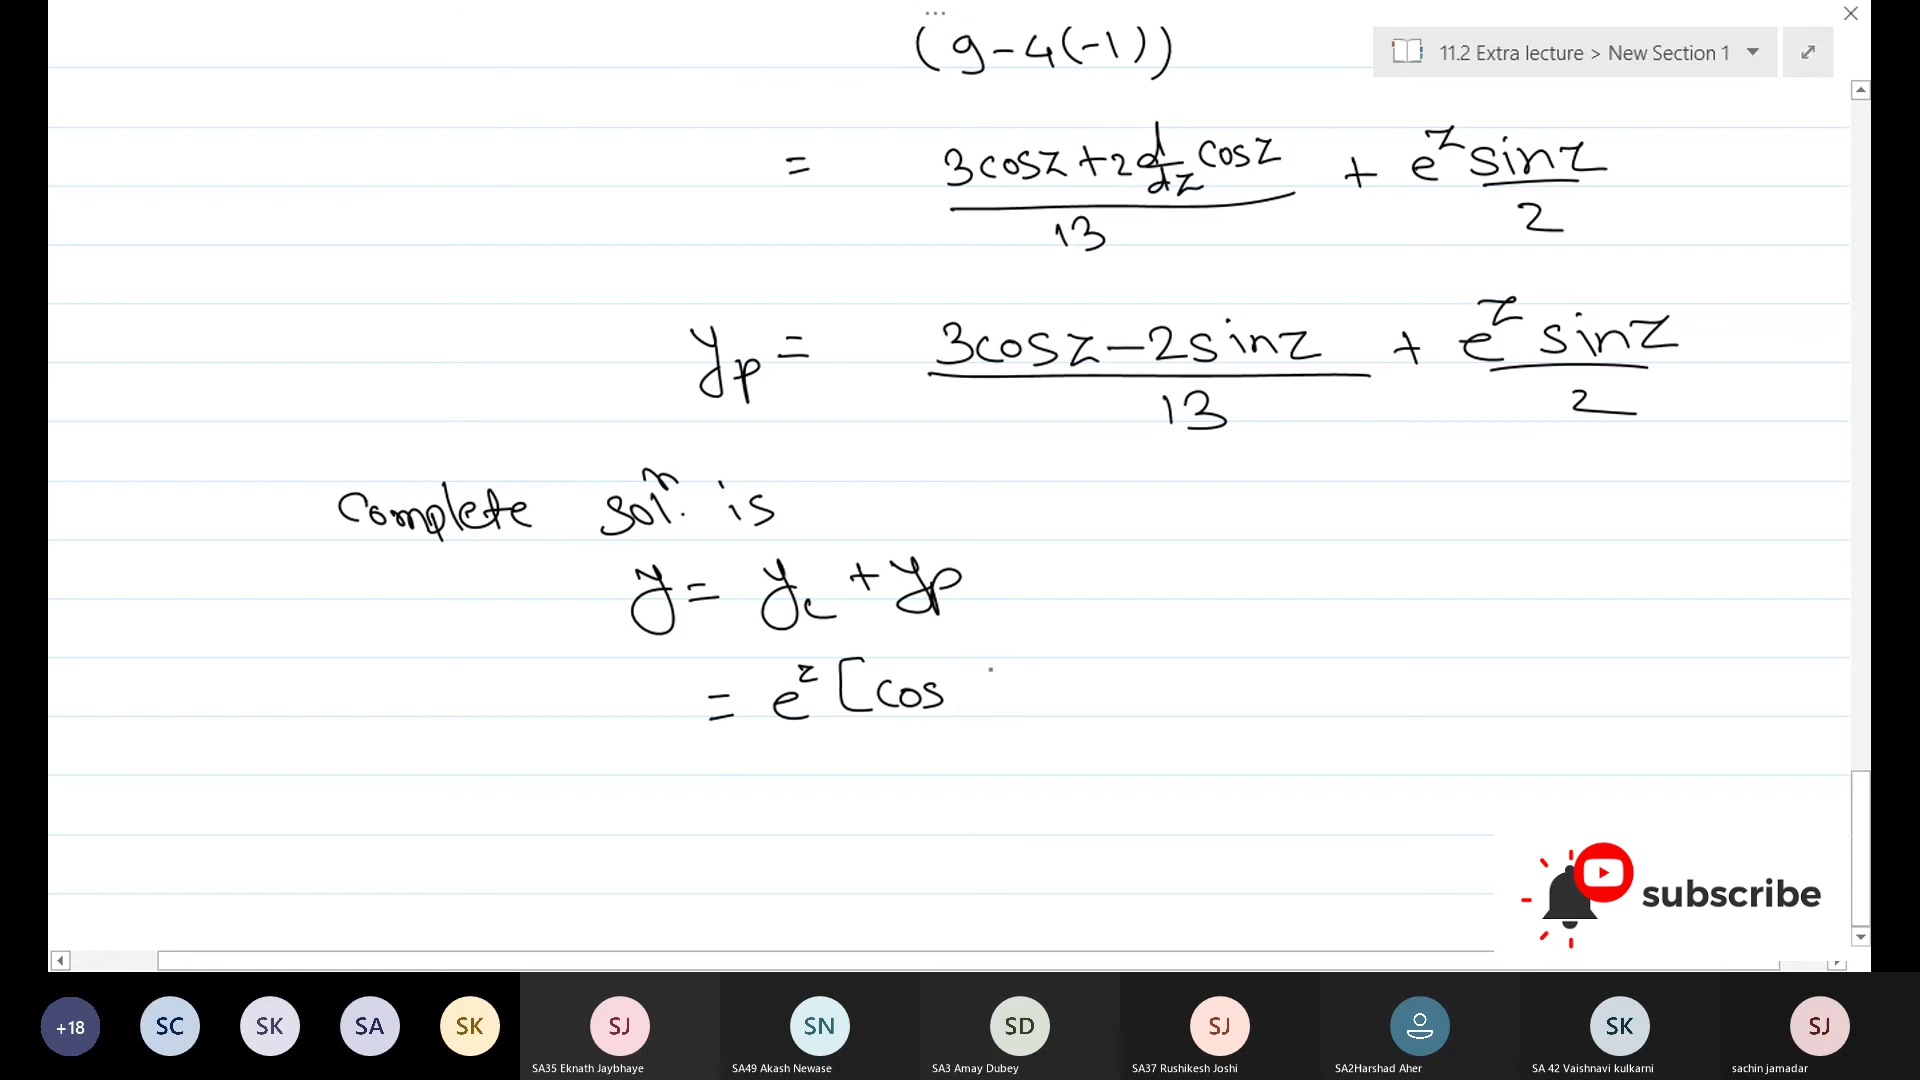 (9-4(-1))
11.2 Extra lecture > New Section 1
= 3cosz+2 d/dz cosz / 13 + e^z sinz / 2
yp = 3cosz-2sinz / 13 + e^z sinz / 2
Complete sol^n. is
y = yc + yp
= e^z [cos
subscribe
+18 SC SK SA SK SJ SN SD SJ SK SJ
SA35 Eknath Jaybhaye SA49 Akash Newase SA3 Amay Dubey SA37 Rushikesh Joshi SA2Harshad Aher SA 42 Vaishnavi kulkarni sachin jamadar